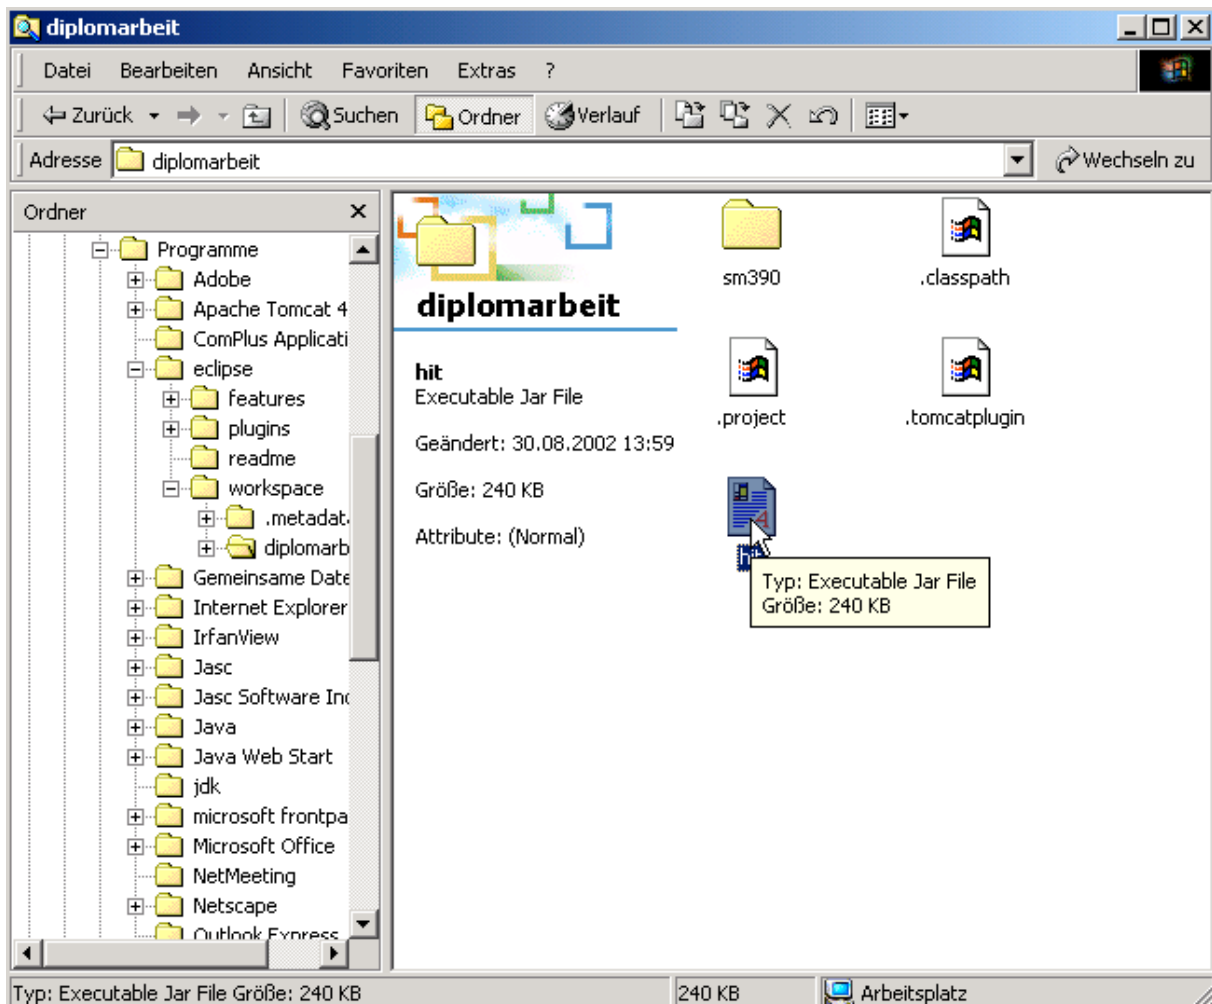 diplomarbeit
Datei Bearbeiten Ansicht Favoriten Extras ?
Zurück Suchen Ordner Verlauf
Adresse diplomarbeit Wechseln zu
Ordner
Programme
Adobe
Apache Tomcat 4
ComPlus Applicati
eclipse
features
plugins
readme
workspace
.metadat
diplomarb
Gemeinsame Date
Internet Explorer
IrfanView
Jasc
Jasc Software Inc
Java
Java Web Start
jdk
microsoft frontpa
Microsoft Office
NetMeeting
Netscape
Outlook Express
diplomarbeit
hit
Executable Jar File
Geändert: 30.08.2002 13:59
Größe: 240 KB
Attribute: (Normal)
sm390
.classpath
.project
.tomcatplugin
hit
Typ: Executable Jar File
Größe: 240 KB
Typ: Executable Jar File Größe: 240 KB
240 KB
Arbeitsplatz